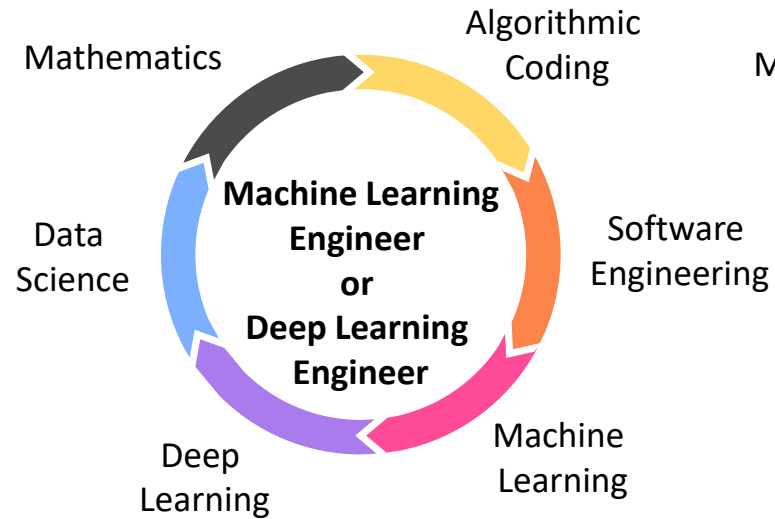 Mathematics
Algorithmic
Coding
M
Machine Learning
Engineer
or
Deep Learning
Engineer
Data
Science
Software
Engineering
Deep
Learning
Machine
Learning